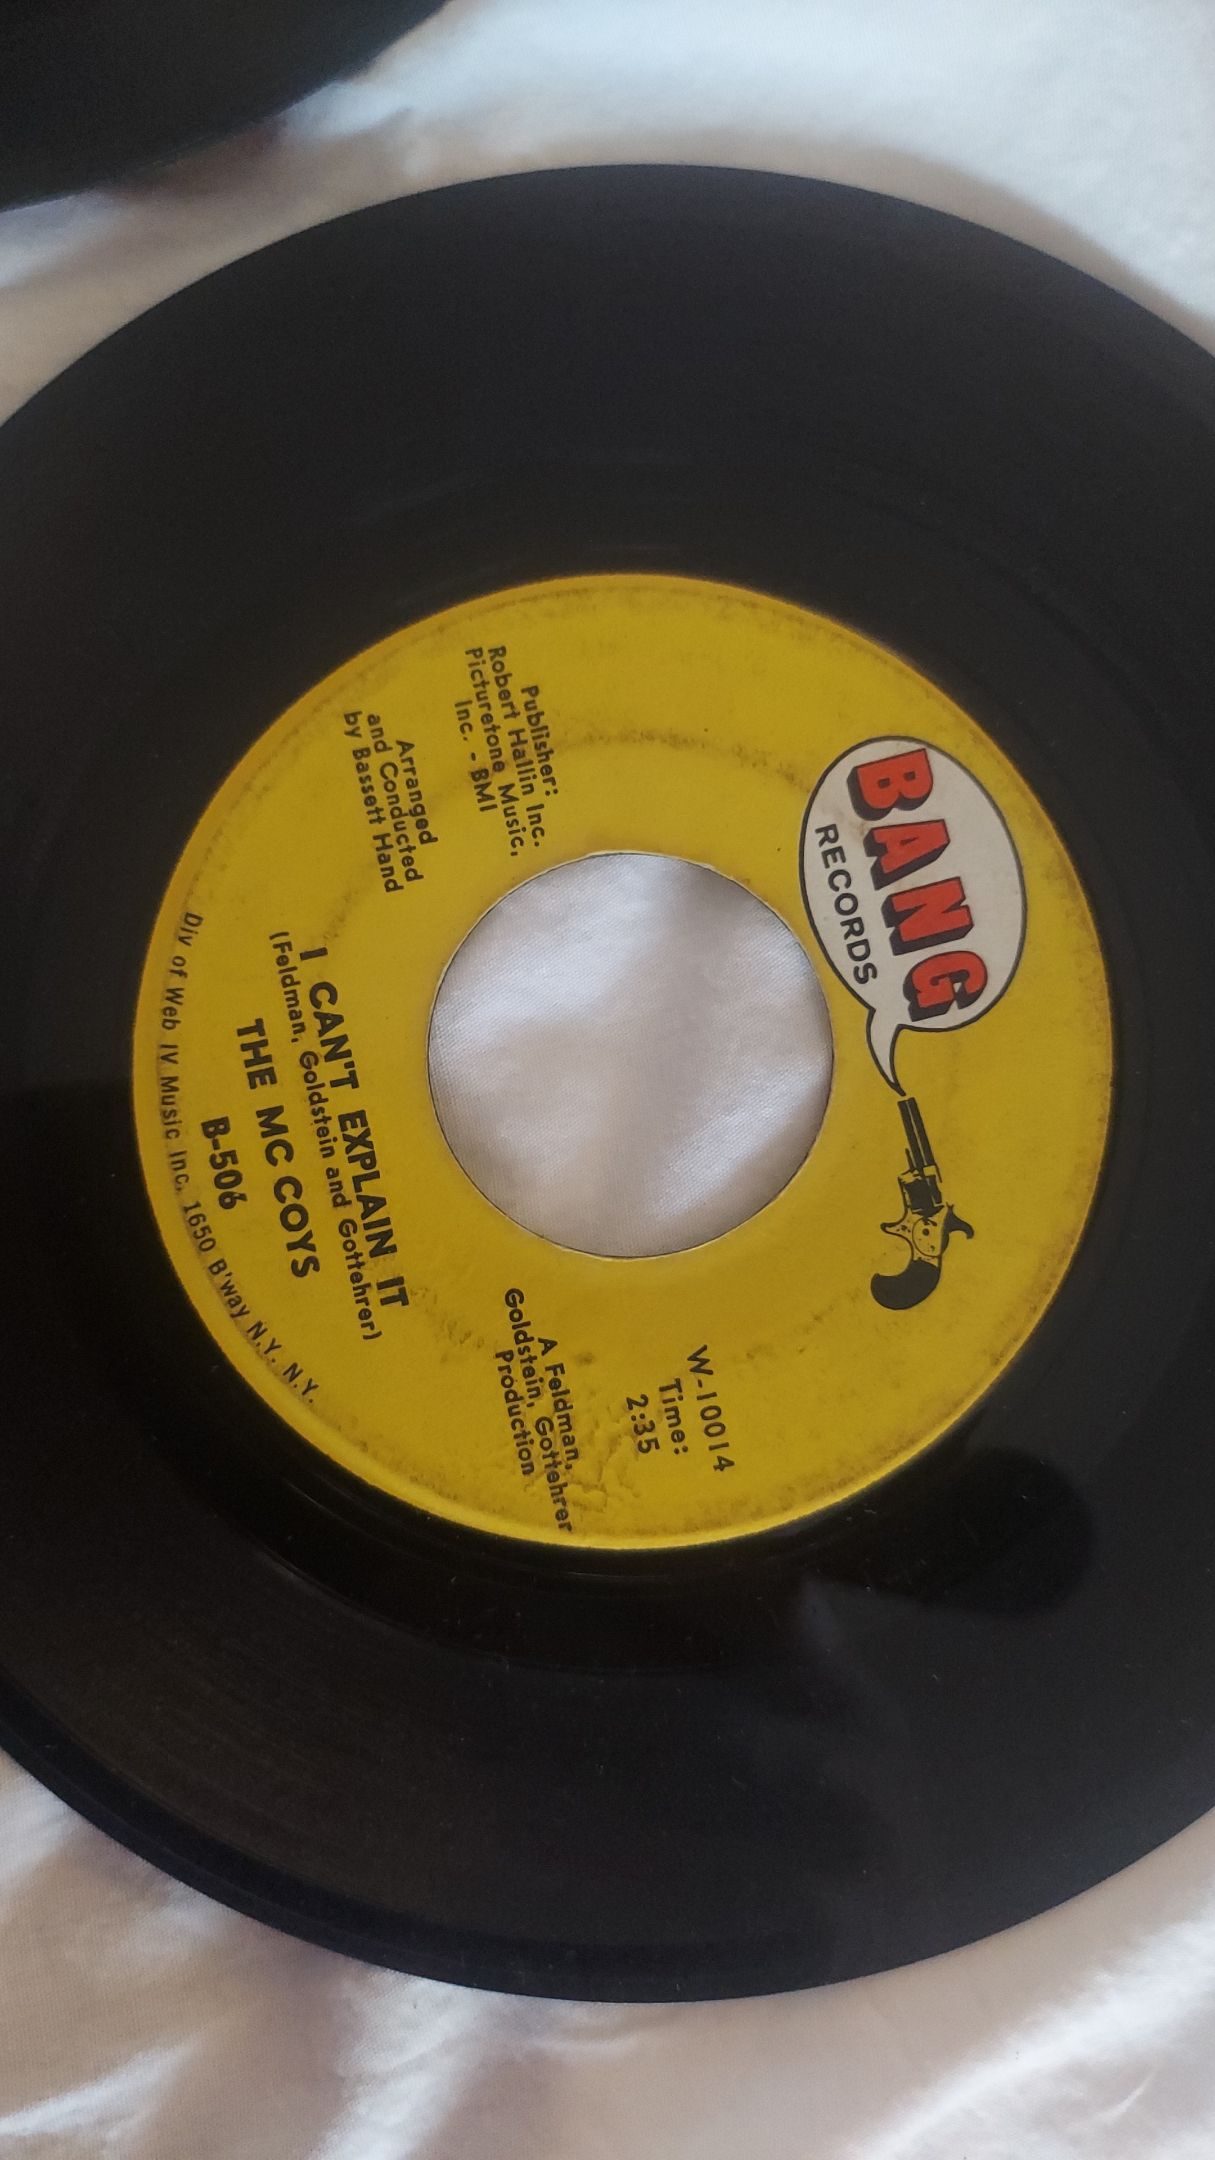 BANG
RECORDS
Publisher:
Robert Hallin Inc.
Picturetone Music,
Inc. - BMI
Arranged
and Conducted
by Bassett Hand
W-10014
Time:
2:35
A Feldman,
Goldstein, Gottehrer
Production
I CAN'T EXPLAIN IT
(Feldman, Goldstein and Gottehrer)
THE MC COYS
B-506
Div of Web IV Music Inc. 1650 B'way N.Y. N.Y.